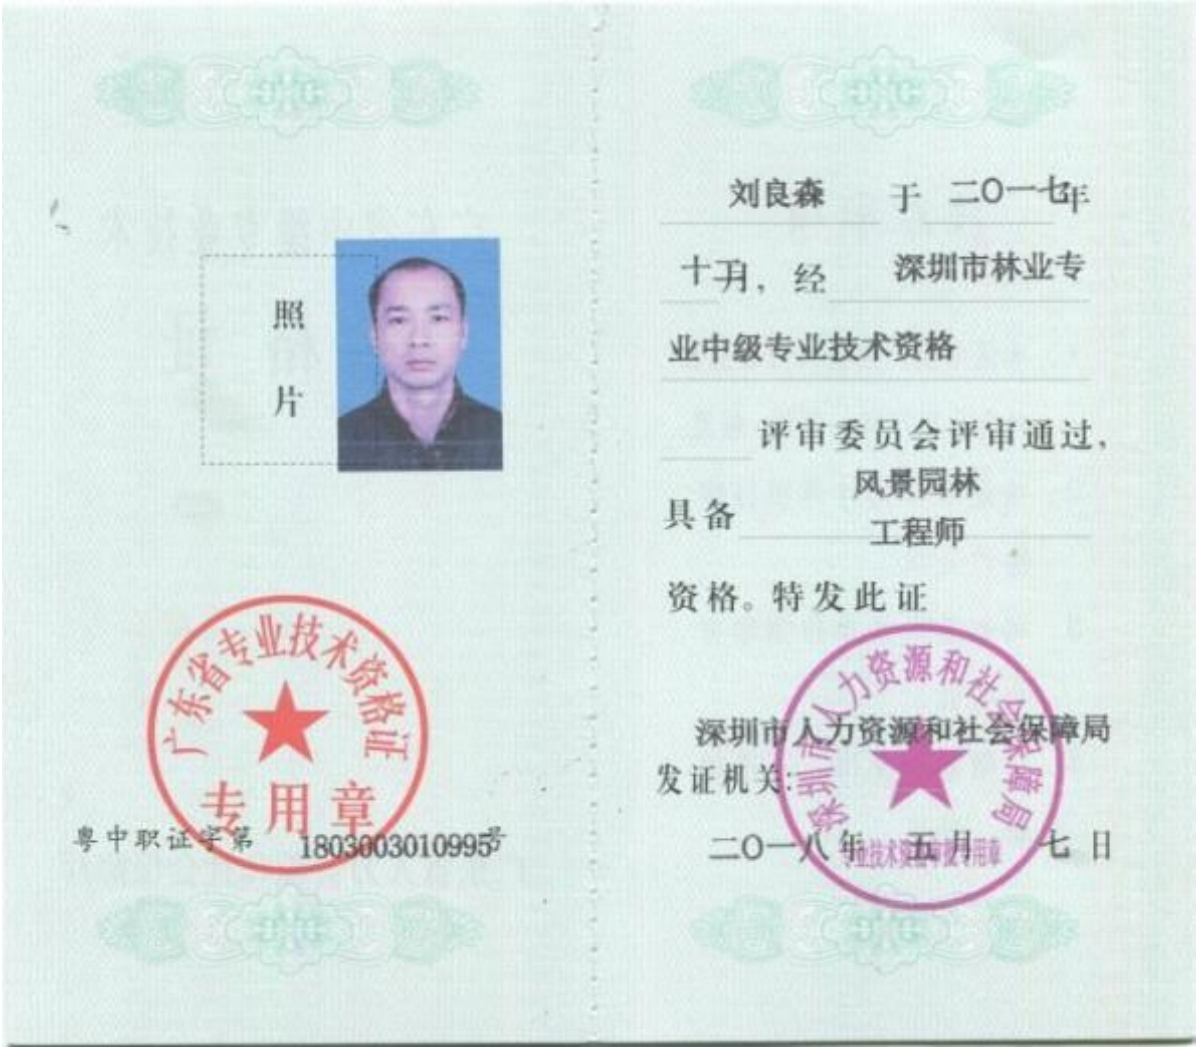 照
片
广东省专业技术资格证
专用章
粤中职证字第 1803003010995号
刘良森 于 二〇一七年
月，经 深圳市林业专
业中级专业技术资格
评审委员会评审通过，
风景园林
具备
工程师
资格。特发此证
深圳市人力资源和社会保障局
深圳市人力资源和社会保障局
发证机关：
二〇一八年 五月 七日